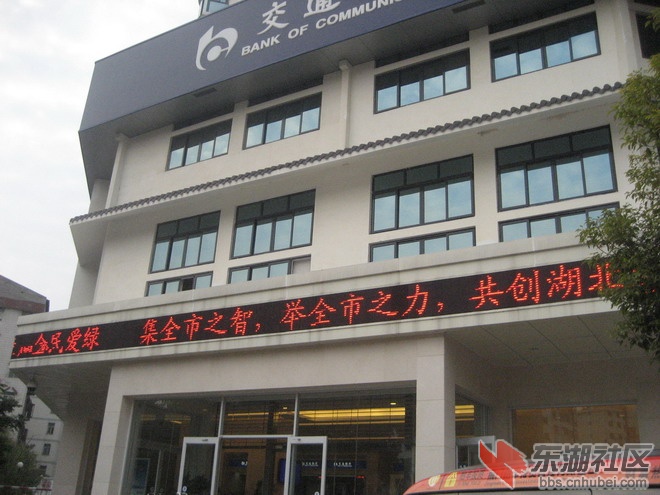 交通
BANK OF COMMUNIC
全民爱绿 集全市之智，举全市之力，共创湖北
东湖社区
bbs.cnhubei.com